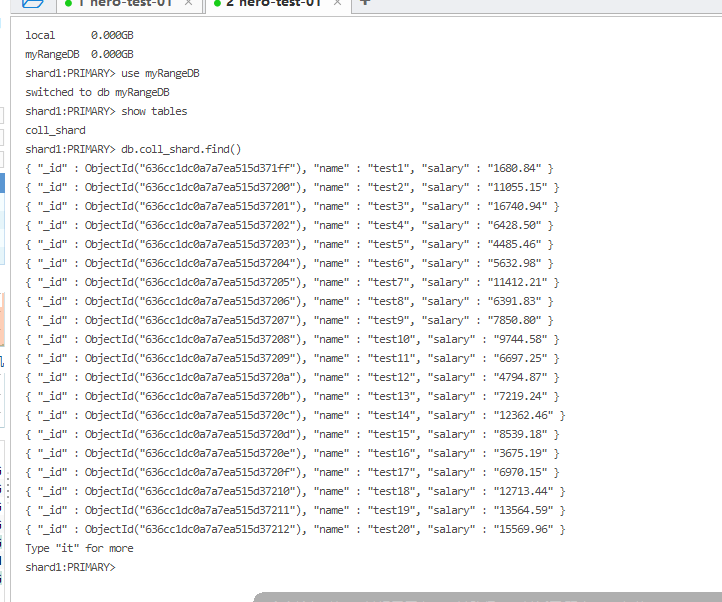 1 hero-test-01 × 2 hero-test-01 × +
local 0.000GB
myRangeDB 0.000GB
shard1:PRIMARY> use myRangeDB
switched to db myRangeDB
shard1:PRIMARY> show tables
coll_shard
shard1:PRIMARY> db.coll_shard.find()
{ "_id" : ObjectId("636cc1dc0a7a7ea515d371ff"), "name" : "test1", "salary" : "1680.84" }
{ "_id" : ObjectId("636cc1dc0a7a7ea515d37200"), "name" : "test2", "salary" : "11055.15" }
{ "_id" : ObjectId("636cc1dc0a7a7ea515d37201"), "name" : "test3", "salary" : "16740.94" }
{ "_id" : ObjectId("636cc1dc0a7a7ea515d37202"), "name" : "test4", "salary" : "6428.50" }
{ "_id" : ObjectId("636cc1dc0a7a7ea515d37203"), "name" : "test5", "salary" : "4485.46" }
{ "_id" : ObjectId("636cc1dc0a7a7ea515d37204"), "name" : "test6", "salary" : "5632.98" }
{ "_id" : ObjectId("636cc1dc0a7a7ea515d37205"), "name" : "test7", "salary" : "11412.21" }
{ "_id" : ObjectId("636cc1dc0a7a7ea515d37206"), "name" : "test8", "salary" : "6391.83" }
{ "_id" : ObjectId("636cc1dc0a7a7ea515d37207"), "name" : "test9", "salary" : "7850.80" }
{ "_id" : ObjectId("636cc1dc0a7a7ea515d37208"), "name" : "test10", "salary" : "9744.58" }
{ "_id" : ObjectId("636cc1dc0a7a7ea515d37209"), "name" : "test11", "salary" : "6697.25" }
{ "_id" : ObjectId("636cc1dc0a7a7ea515d3720a"), "name" : "test12", "salary" : "4794.87" }
{ "_id" : ObjectId("636cc1dc0a7a7ea515d3720b"), "name" : "test13", "salary" : "7219.24" }
{ "_id" : ObjectId("636cc1dc0a7a7ea515d3720c"), "name" : "test14", "salary" : "12362.46" }
{ "_id" : ObjectId("636cc1dc0a7a7ea515d3720d"), "name" : "test15", "salary" : "8539.18" }
{ "_id" : ObjectId("636cc1dc0a7a7ea515d3720e"), "name" : "test16", "salary" : "3675.19" }
{ "_id" : ObjectId("636cc1dc0a7a7ea515d3720f"), "name" : "test17", "salary" : "6970.15" }
{ "_id" : ObjectId("636cc1dc0a7a7ea515d37210"), "name" : "test18", "salary" : "12713.44" }
{ "_id" : ObjectId("636cc1dc0a7a7ea515d37211"), "name" : "test19", "salary" : "13564.59" }
{ "_id" : ObjectId("636cc1dc0a7a7ea515d37212"), "name" : "test20", "salary" : "15569.96" }
Type "it" for more
shard1:PRIMARY>